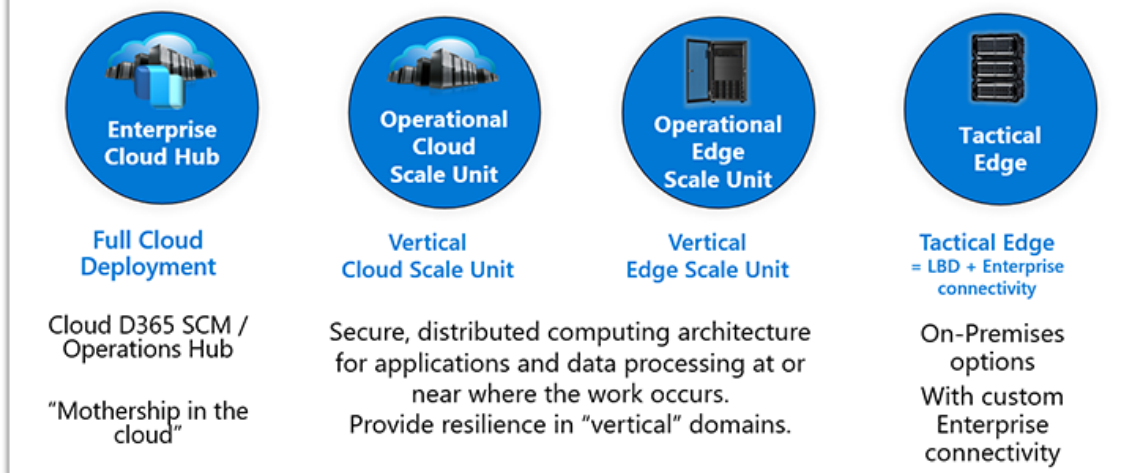 Enterprise
Cloud Hub
Operational
Cloud
Scale Unit
Operational
Edge
Scale Unit
Tactical
Edge
Full Cloud
Deployment
Vertical
Cloud Scale Unit
Vertical
Edge Scale Unit
Tactical Edge
= LBD + Enterprise
connectivity
Cloud D365 SCM /
Operations Hub
“Mothership in the
cloud”
Secure, distributed computing architecture
for applications and data processing at or
near where the work occurs.
Provide resilience in “vertical” domains.
On-Premises
options
With custom
Enterprise
connectivity